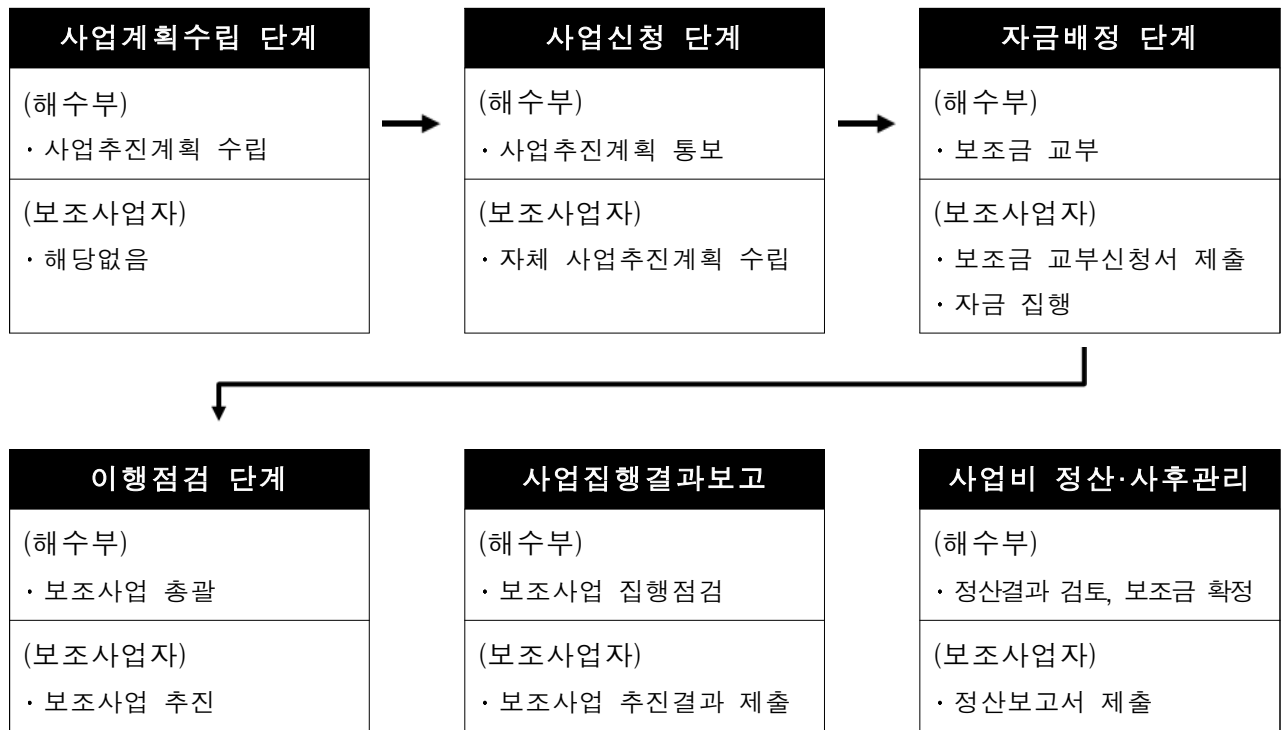 사업계획수립 단계
(해수부)
· 사업추진계획 수립
(보조사업자)
· 해당없음
사업신청 단계
(해수부)
· 사업추진계획 통보
(보조사업자)
· 자체 사업추진계획 수립
자금배정 단계
(해수부)
· 보조금 교부
(보조사업자)
· 보조금 교부신청서 제출
· 자금 집행
이행점검 단계
(해수부)
· 보조사업 총괄
(보조사업자)
· 보조사업 추진
사업집행결과보고
(해수부)
· 보조사업 집행점검
(보조사업자)
· 보조사업 추진결과 제출
사업비 정산·사후관리
(해수부)
· 정산결과 검토, 보조금 확정
(보조사업자)
· 정산보고서 제출